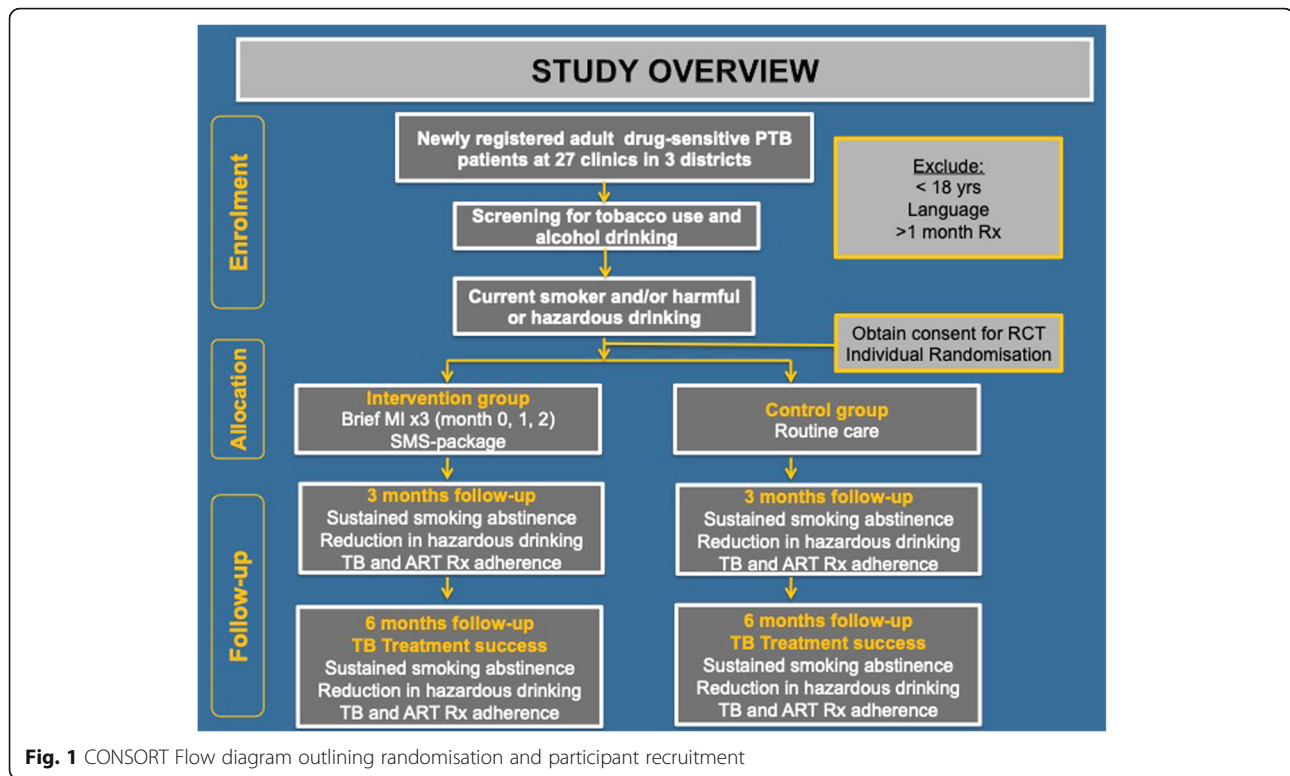 STUDY OVERVIEW
Enrolment
Newly registered adult drug-sensitive PTB
patients at 27 clinics in 3 districts
Exclude:
< 18 yrs
Language
>1 month Rx
Screening for tobacco use and
alcohol drinking
Current smoker and/or harmful
or hazardous drinking
Obtain consent for RCT
Individual Randomisation
Allocation
Intervention group
Brief MI x3 (month 0, 1, 2)
SMS-package
Control group
Routine care
Follow-up
3 months follow-up
Sustained smoking abstinence
Reduction in hazardous drinking
TB and ART Rx adherence
3 months follow-up
Sustained smoking abstinence
Reduction in hazardous drinking
TB and ART Rx adherence
6 months follow-up
TB Treatment success
Sustained smoking abstinence
Reduction in hazardous drinking
TB and ART Rx adherence
6 months follow-up
TB Treatment success
Sustained smoking abstinence
Reduction in hazardous drinking
TB and ART Rx adherence
Fig. 1 CONSORT Flow diagram outlining randomisation and participant recruitment